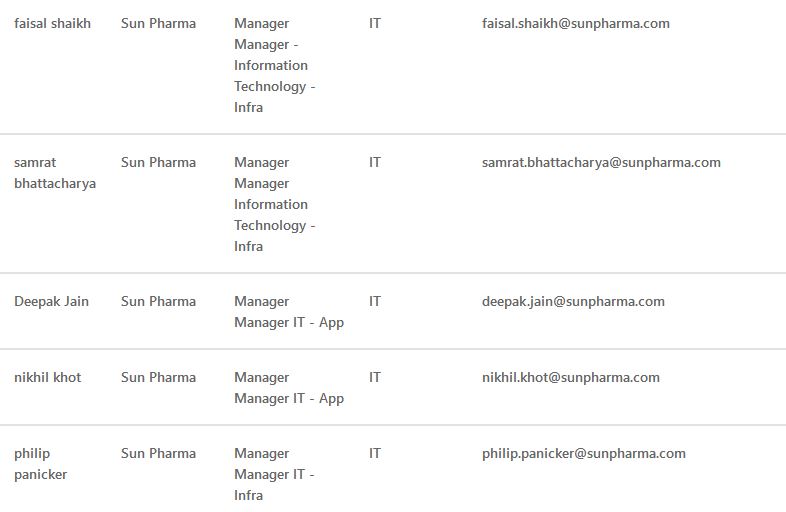 faisal shaikh Sun Pharma Manager IT faisal.shaikh@sunpharma.com
Manager -
Information
Technology -
Infra
samrat Sun Pharma Manager IT samrat.bhattacharya@sunpharma.com
bhattacharya Manager
Information
Technology -
Infra
Deepak Jain Sun Pharma Manager IT deepak.jain@sunpharma.com
Manager IT - App
nikhil khot Sun Pharma Manager IT nikhil.khot@sunpharma.com
Manager IT - App
philip Sun Pharma Manager IT philip.panicker@sunpharma.com
panicker Manager IT -
Infra